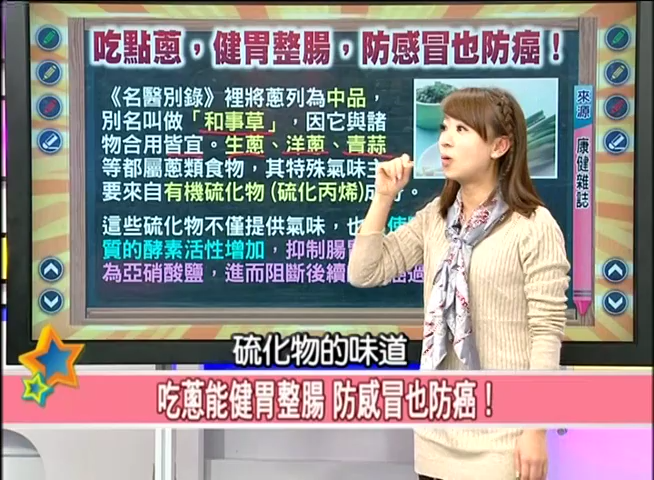 吃點蔥，健胃整腸，防感冒也防癌！
《名醫別錄》裡將蔥列為中品，
別名叫做「和事草」，因它與諸
物合用皆宜。生蔥、洋蔥、青蒜
等都屬蔥類食物，其特殊氣味主
要來自有機硫化物（硫化丙烯）成
這些硫化物不僅提供氣味，也
質的酵素活性增加，抑制腸
為亞硝酸鹽，進而阻斷後續
來源
康健雜誌
硫化物的味道
吃蔥能健胃整腸 防感冒也防癌！